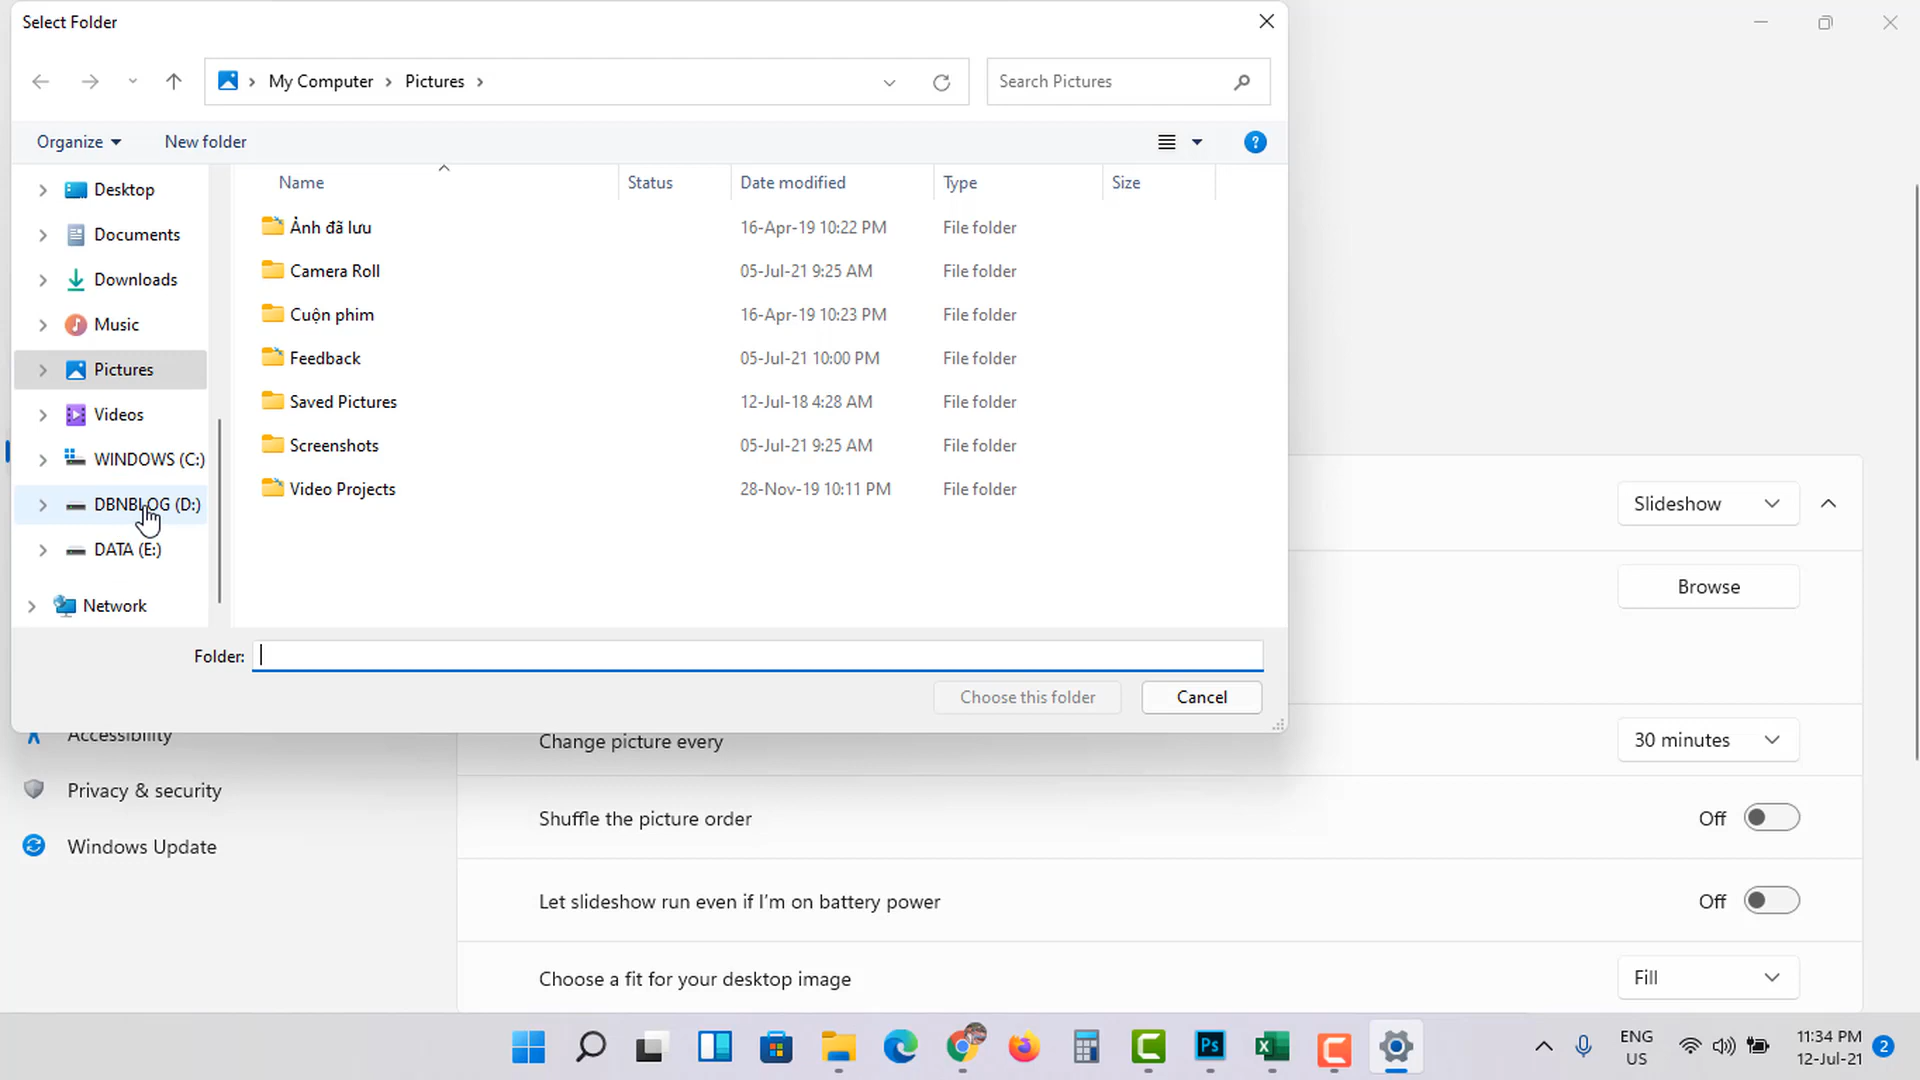 Select Folder
My Computer
Pictures
Search Pictures
Organize
New folder
Name
Status
Date modified
Type
Size
Desktop
Documents
Downloads
Music
Pictures
Videos
WINDOWS (C:)
DBNBLOG (D:)
DATA (E:)
Network
Ảnh đã lưu 16-Apr-19 10:22 PM File folder
Camera Roll 05-Jul-21 9:25 AM File folder
Cuộn phim 16-Apr-19 10:23 PM File folder
Feedback 05-Jul-21 10:00 PM File folder
Saved Pictures 12-Jul-18 4:28 AM File folder
Screenshots 05-Jul-21 9:25 AM File folder
Video Projects 28-Nov-19 10:11 PM File folder
Folder:
Choose this folder
Cancel
Slideshow
Browse
Accessibility
Privacy & security
Windows Update
Change picture every 30 minutes
Shuffle the picture order Off
Let slideshow run even if I'm on battery power Off
Choose a fit for your desktop image Fill
Ps
ENG
US
11:34 PM
12-Jul-21
2